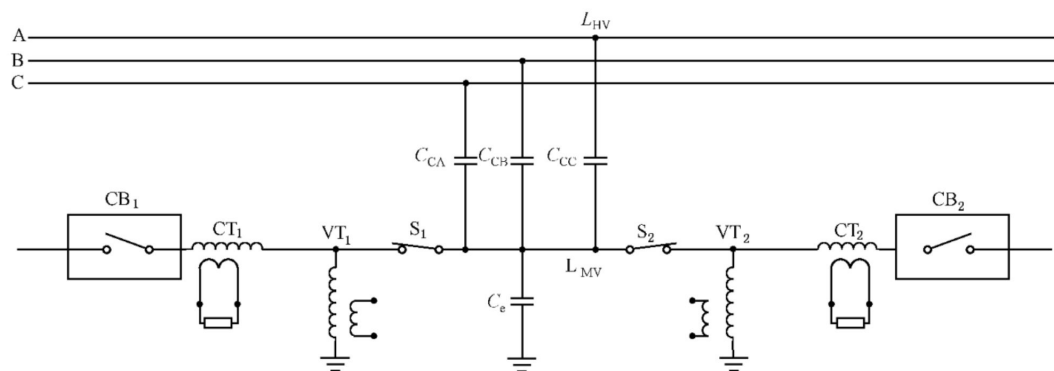 L_HV
A
B
C
C_CA C_CB C_CC
CB_1 CT_1 VT_1 S_1 S_2 VT_2 CT_2 CB_2
L_MV
C_e